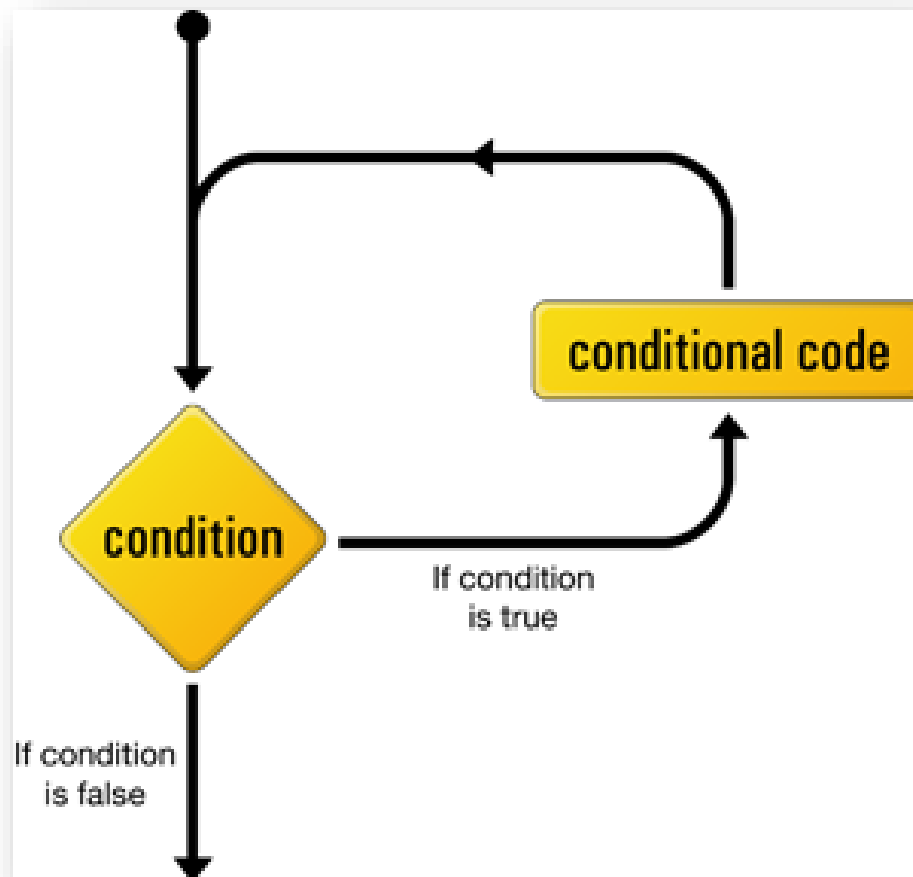 conditional code
condition
If condition
is true
If condition
is false